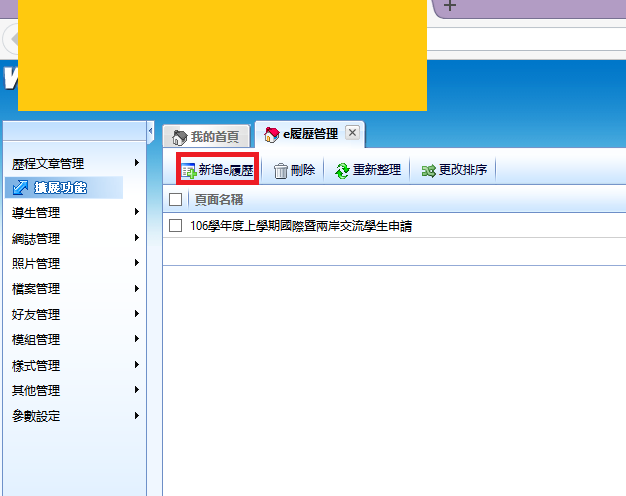 我的首頁 e履歷管理
新增e履歷 刪除 重新整理 更改排序
頁面名稱
106學年度上學期國際暨兩岸交流學生申請
歷程文章管理
擴展功能
導生管理
網誌管理
照片管理
檔案管理
好友管理
模組管理
樣式管理
其他管理
參數設定